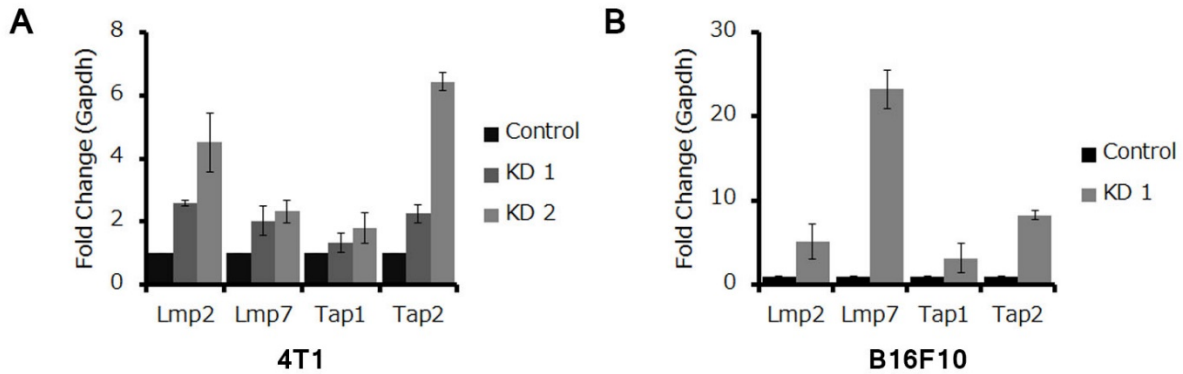 A
Fold Change (Gapdh)
8
6
4
2
0
Lmp2 Lmp7 Tap1 Tap2
4T1
Control
KD 1
KD 2
B
Fold Change (Gapdh)
30
20
10
0
Lmp2 Lmp7 Tap1 Tap2
B16F10
Control
KD 1